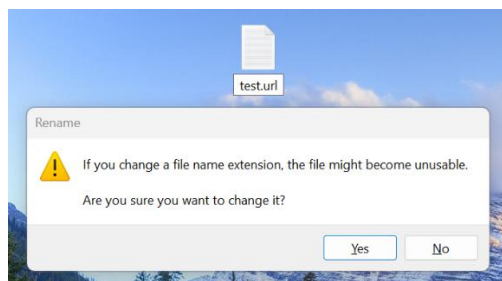 test.url
Rename
If you change a file name extension, the file might become unusable.
Are you sure you want to change it?
Yes
No